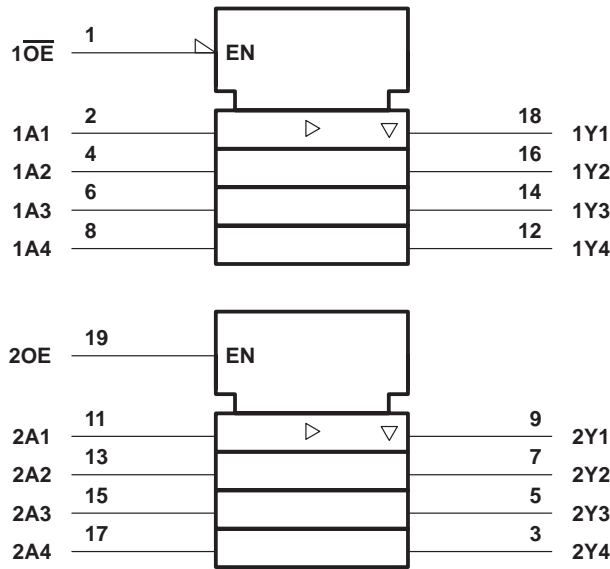 1O̅E̅ 1 EN
1A1 2 18 1Y1
1A2 4 16 1Y2
1A3 6 14 1Y3
1A4 8 12 1Y4
2OE 19 EN
2A1 11 9 2Y1
2A2 13 7 2Y2
2A3 15 5 2Y3
2A4 17 3 2Y4